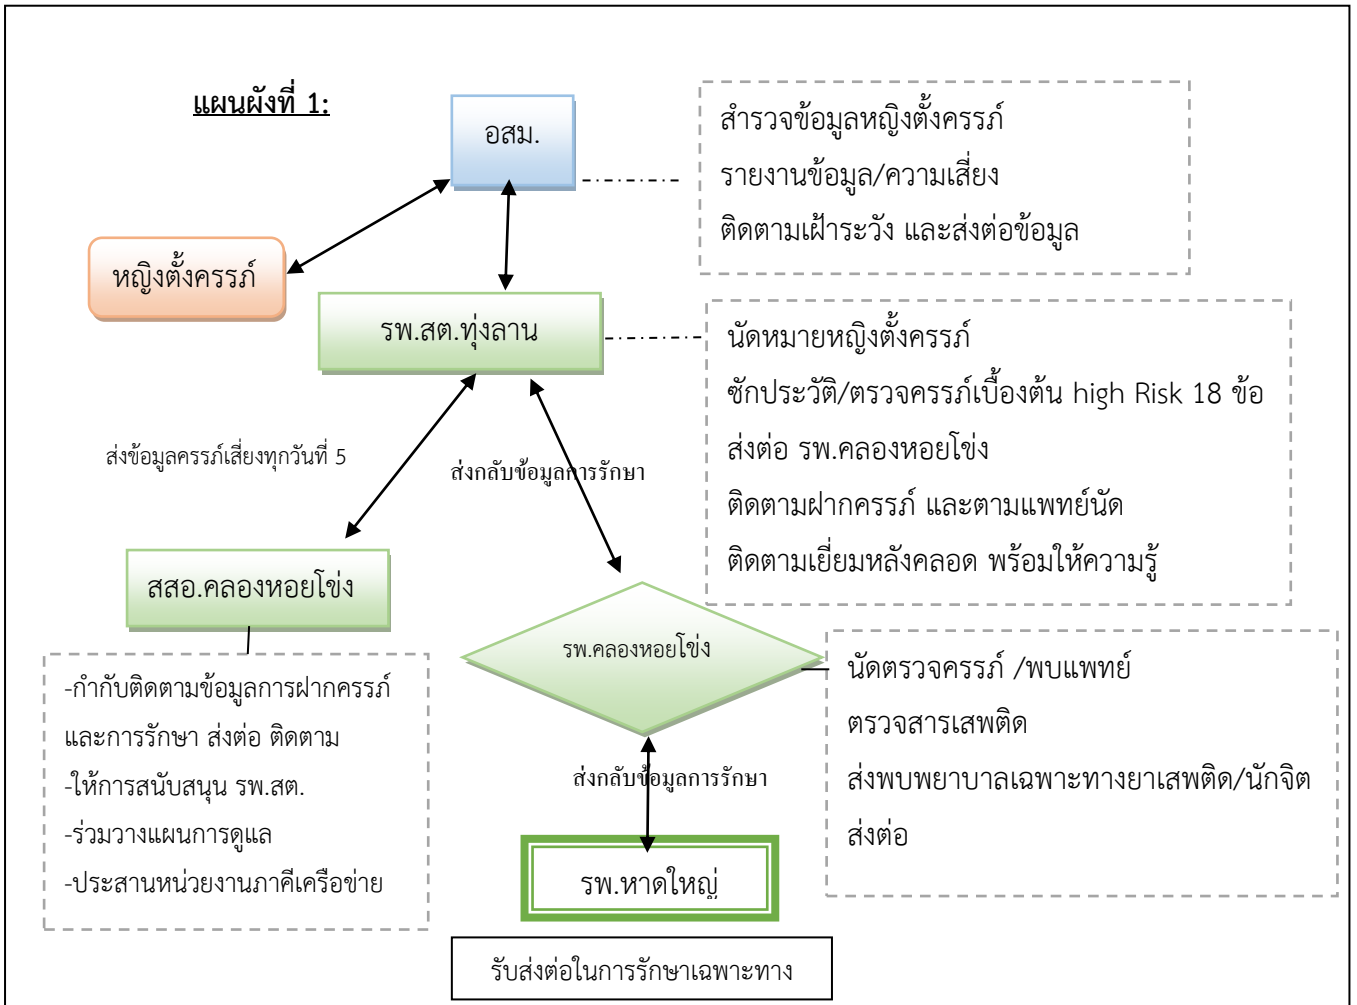 แผนผังที่ 1:
อสม.
สำรวจข้อมูลหญิงตั้งครรภ์
รายงานข้อมูล/ความเสี่ยง
ติดตามเฝ้าระวัง และส่งต่อข้อมูล
หญิงตั้งครรภ์
รพ.สต.ทุ่งลาน
นัดหมายหญิงตั้งครรภ์
ซักประวัติ/ตรวจครรภ์เบื้องต้น high Risk 18 ข้อ
ส่งต่อ รพ.คลองหอยโข่ง
ติดตามฝากครรภ์ และตามแพทย์นัด
ติดตามเยี่ยมหลังคลอด พร้อมให้ความรู้
ส่งข้อมูลครรภ์เสี่ยงทุกวันที่ 5
ส่งกลับข้อมูลการรักษา
สสอ.คลองหอยโข่ง
-กำกับติดตามข้อมูลการฝากครรภ์
และการรักษา ส่งต่อ ติดตาม
-ให้การสนับสนุน รพ.สต.
-ร่วมวางแผนการดูแล
-ประสานหน่วยงานภาคีเครือข่าย
รพ.คลองหอยโข่ง
นัดตรวจครรภ์ /พบแพทย์
ตรวจสารเสพติด
ส่งพบพยาบาลเฉพาะทางยาเสพติด/นักจิต
ส่งต่อ
ส่งกลับข้อมูลการรักษา
รพ.หาดใหญ่
รับส่งต่อในการรักษาเฉพาะทาง